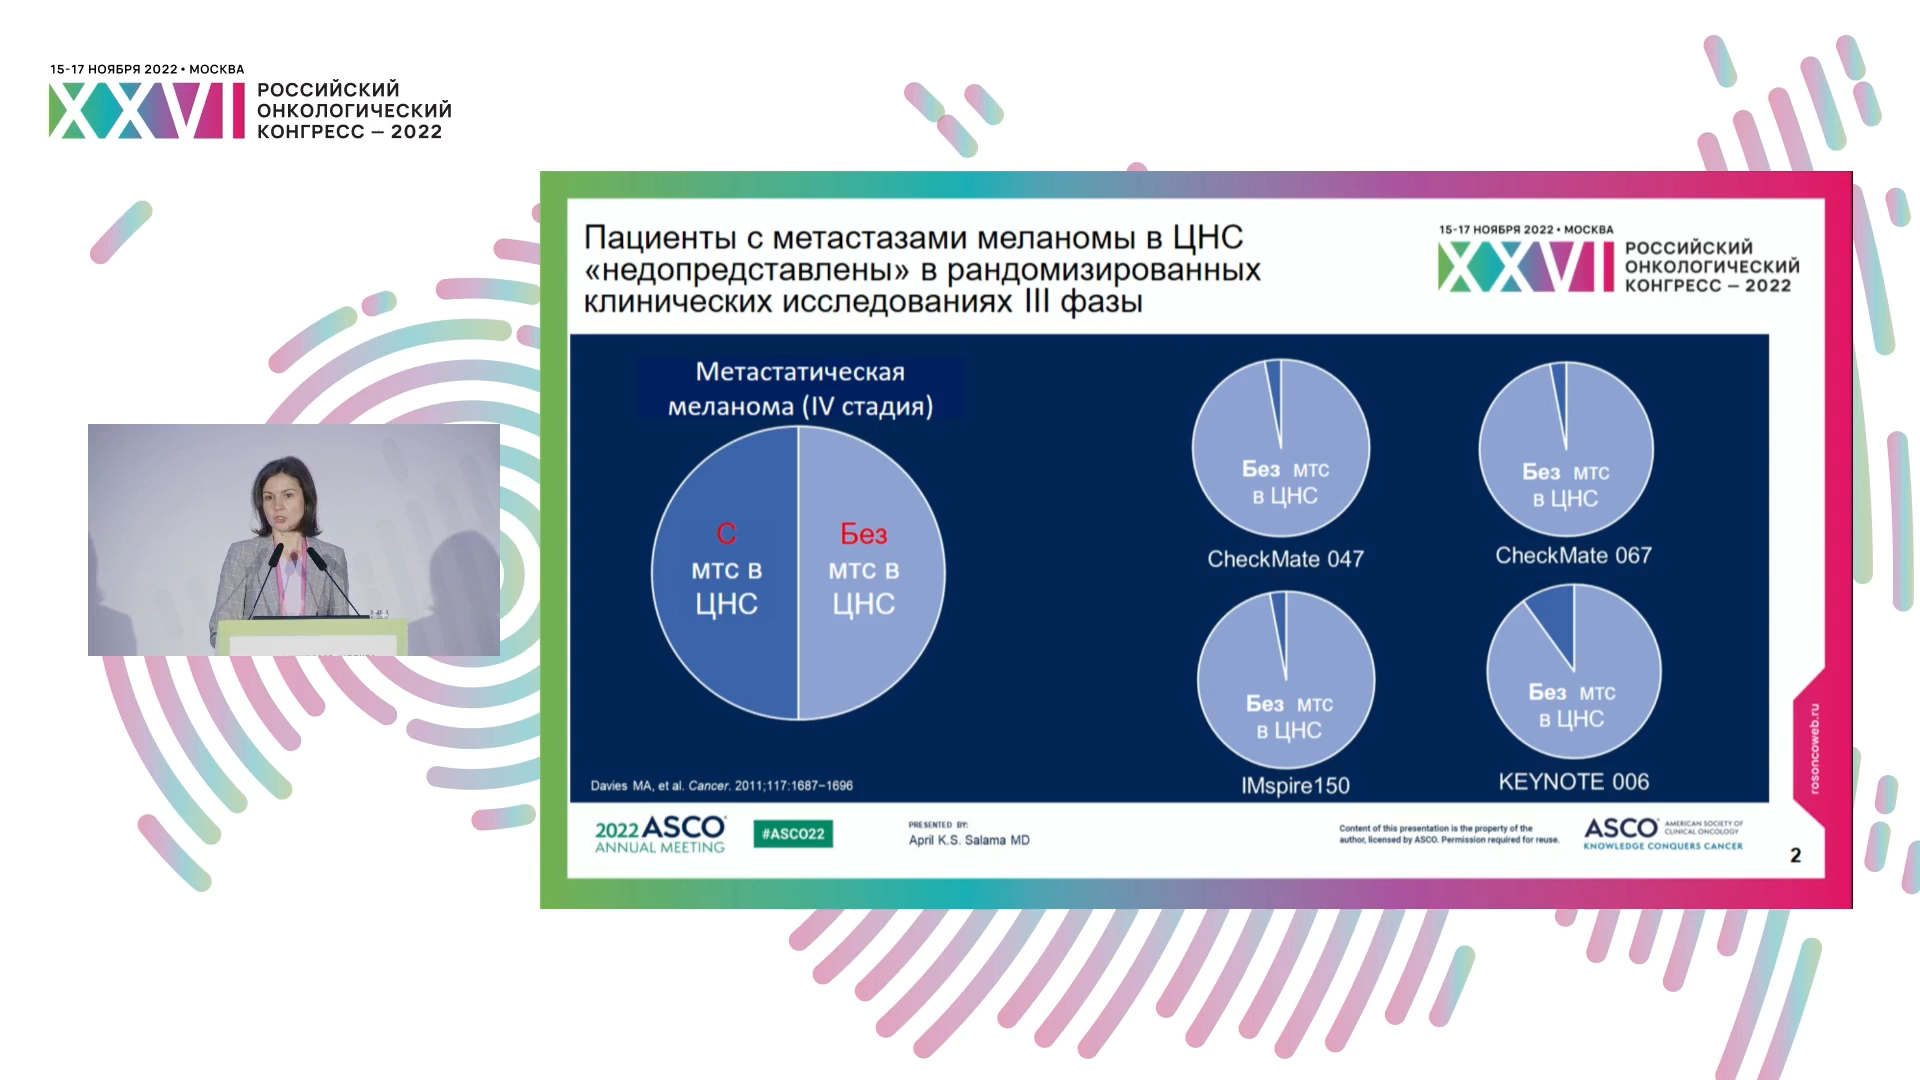 15-17 НОЯБРЯ 2022 • МОСКВА
XXVI
РОССИЙСКИЙ
ОНКОЛОГИЧЕСКИЙ
КОНГРЕСС – 2022
Пациенты с метастазами меланомы в ЦНС
«недопредставлены» в рандомизированных
клинических исследованиях III фазы
15-17 НОЯБРЯ 2022 • МОСКВА
XXVI
РОССИЙСКИЙ
ОНКОЛОГИЧЕСКИЙ
КОНГРЕСС – 2022
Метастатическая
меланома (IV стадия)
С
мтс в
ЦНС
Без
мтс в
ЦНС
Без мтс
в ЦНС
CheckMate 047
Без мтс
в ЦНС
CheckMate 067
Без мтс
в ЦНС
IMspire150
Без мтс
в ЦНС
KEYNOTE 006
Davies MA, et al. Cancer. 2011;117:1687–1696
2022 ASCO
ANNUAL MEETING
#ASCO22
PRESENTED BY:
April K.S. Salama MD
Content of this presentation is the property of the
author, licensed by ASCO. Permission required for reuse.
ASCO
AMERICAN SOCIETY OF
CLINICAL ONCOLOGY
KNOWLEDGE CONQUERS CANCER
2
rosoncoweb.ru